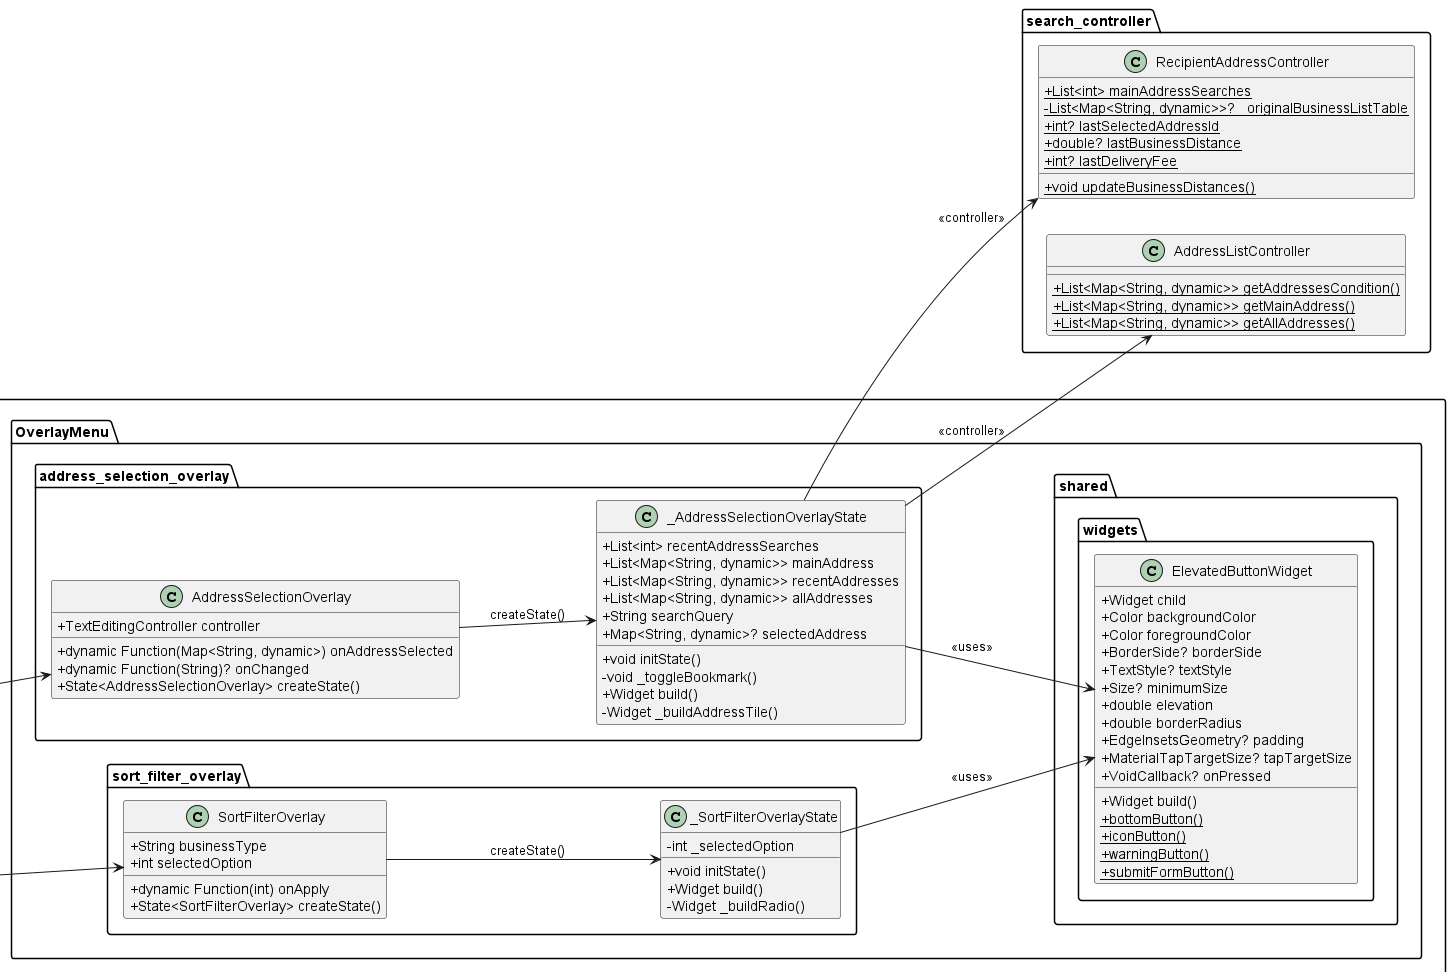 search_controller
C RecipientAddressController
+List<int> mainAddressSearches
-List<Map<String, dynamic>>? _originalBusinessListTable
+int? lastSelectedAddressId
+double? lastBusinessDistance
+int? lastDeliveryFee
+void updateBusinessDistances()
«controller»
C AddressListController
+List<Map<String, dynamic>> getAddressesCondition()
+List<Map<String, dynamic>> getMainAddress()
+List<Map<String, dynamic>> getAllAddresses()
«controller»
OverlayMenu
address_selection_overlay
C AddressSelectionOverlay
+TextEditingController controller
+dynamic Function(Map<String, dynamic>) onAddressSelected
+dynamic Function(String)? onChanged
+State<AddressSelectionOverlay> createState()
createState()
C _AddressSelectionOverlayState
+List<int> recentAddressSearches
+List<Map<String, dynamic>> mainAddress
+List<Map<String, dynamic>> recentAddresses
+List<Map<String, dynamic>> allAddresses
+String searchQuery
+Map<String, dynamic>? selectedAddress
+void initState()
-void _toggleBookmark()
+Widget build()
-Widget _buildAddressTile()
«uses»
shared
widgets
C ElevatedButtonWidget
+Widget child
+Color backgroundColor
+Color foregroundColor
+BorderSide? borderSide
+TextStyle? textStyle
+Size? minimumSize
+double elevation
+double borderRadius
+EdgeInsetsGeometry? padding
+MaterialTapTargetSize? tapTargetSize
+VoidCallback? onPressed
+Widget build()
+bottomButton()
+iconButton()
+warningButton()
+submitFormButton()
sort_filter_overlay
C SortFilterOverlay
+String businessType
+int selectedOption
+dynamic Function(int) onApply
+State<SortFilterOverlay> createState()
createState()
C _SortFilterOverlayState
-int _selectedOption
+void initState()
+Widget build()
-Widget _buildRadio()
«uses»